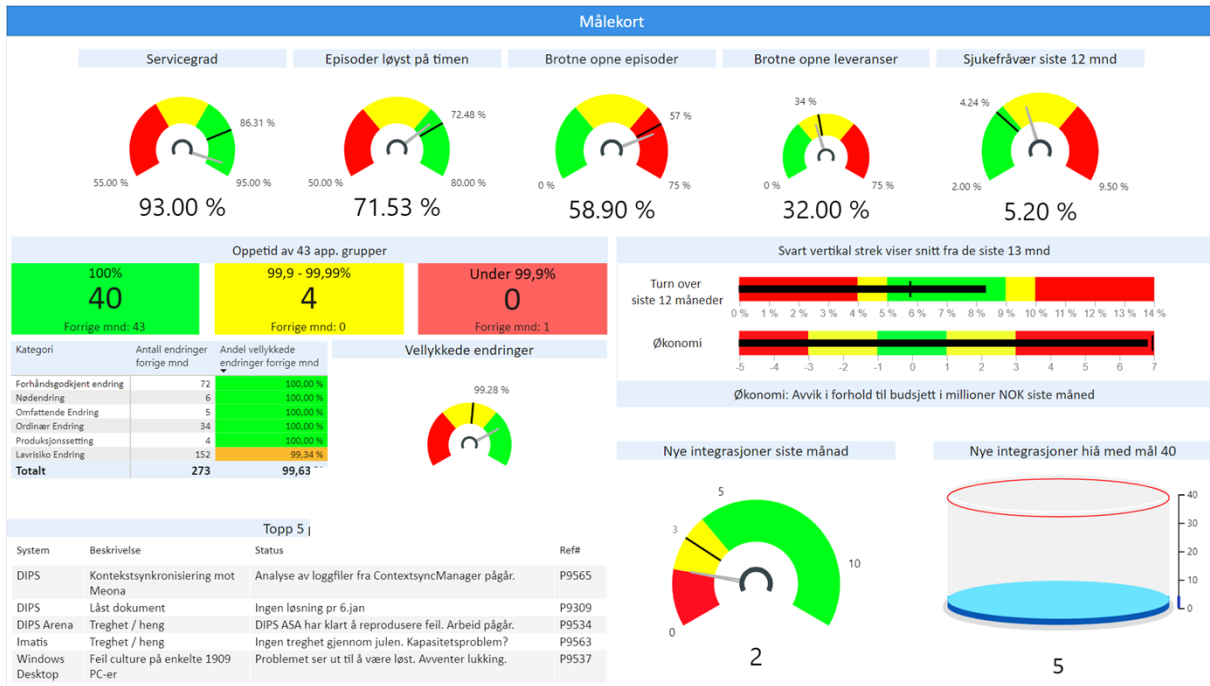 Målekort
Servicegrad
Episoder løyst på timen
Brotne opne episoder
Brotne opne leveranser
Sjukefråvær siste 12 mnd
86.31 %
55.00 %
95.00 %
93.00 %
72.48 %
50.00 %
80.00 %
71.53 %
57 %
0 %
75 %
58.90 %
34 %
0 %
75 %
32.00 %
4.24 %
2.00 %
9.50 %
5.20 %
Oppetid av 43 app. grupper
100%
40
Forrige mnd: 43
99,9 - 99,99%
4
Forrige mnd: 0
Under 99,9%
0
Forrige mnd: 1
Svart vertikal strek viser snitt fra de siste 13 mnd
Turn over
siste 12 måneder
0 % 1 % 2 % 3 % 4 % 5 % 6 % 7 % 8 % 9 % 10 % 11 % 12 % 13 % 14 %
Økonomi
-5 -4 -3 -2 -1 0 1 2 3 4 5 6 7
Økonomi: Avvik i forhold til budsjett i millioner NOK siste måned
Kategori Antall endringer Andel vellykkede
forrige mnd endringer forrige mnd
Forhåndsgodkjent endring 72 100,00 %
Nødendring 6 100,00 %
Omfattende Endring 5 100,00 %
Ordinær Endring 34 100,00 %
Produksjonssetting 4 100,00 %
Lavrisiko Endring 152 99,34 %
Totalt 273 99,63 %
Vellykkede endringer
99.28 %
Nye integrasjoner siste månad
5
3
10
0
2
Nye integrasjoner hiå med mål 40
40
30
20
10
0
5
Topp 5
System Beskrivelse Status Ref#
DIPS Kontekstsynkronisiering mot Analyse av loggfiler fra ContextsyncManager pågår. P9565
Meona
DIPS Låst dokument Ingen løsning pr 6.jan P9309
DIPS Arena Treghet / heng DIPS ASA har klart å reprodusere feil. Arbeid pågår. P9534
Imatis Treghet / heng Ingen treghet gjennom julen. Kapasitetsproblem? P9563
Windows Feil culture på enkelte 1909 Problemet ser ut til å være løst. Avventer lukking. P9537
Desktop PC-er